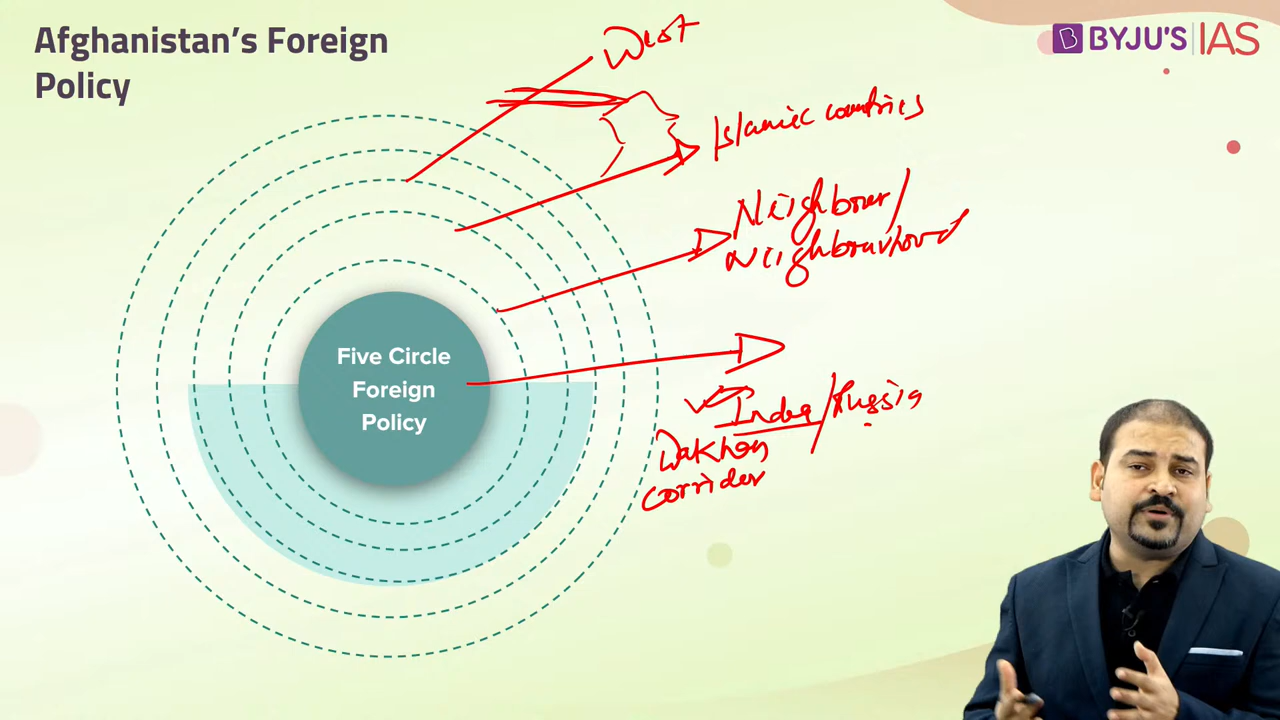 Afghanistan's Foreign
Policy
BYJU'S IAS
West
Islamic countries
Neighbour/
Neighbourhood
Five Circle
Foreign
Policy
India/Russia
Wakhan
corridor